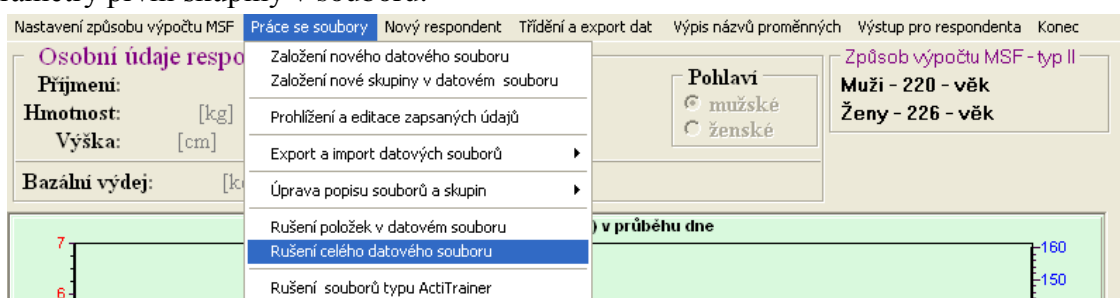 Nastavení způsobu výpočtu MSF Práce se soubory Nový respondent Třídění a export dat Výpis názvů proměnných Výstup pro respondenta Konec
Osobní údaje respo
Příjmení:
Hmotnost: [kg]
Výška: [cm]
Bazální výdej:
Založení nového datového souboru
Založení nové skupiny v datovém souboru
Prohlížení a editace zapsaných údajů
Export a import datových souborů
Úprava popisu souborů a skupin
Rušení položek v datovém souboru
Rušení celého datového souboru
Rušení souborů typu ActiTrainer
Pohlaví
mužské
ženské
Způsob výpočtu MSF - typ II
Muži - 220 - věk
Ženy - 226 - věk
) v průběhu dne
7
6
160
150